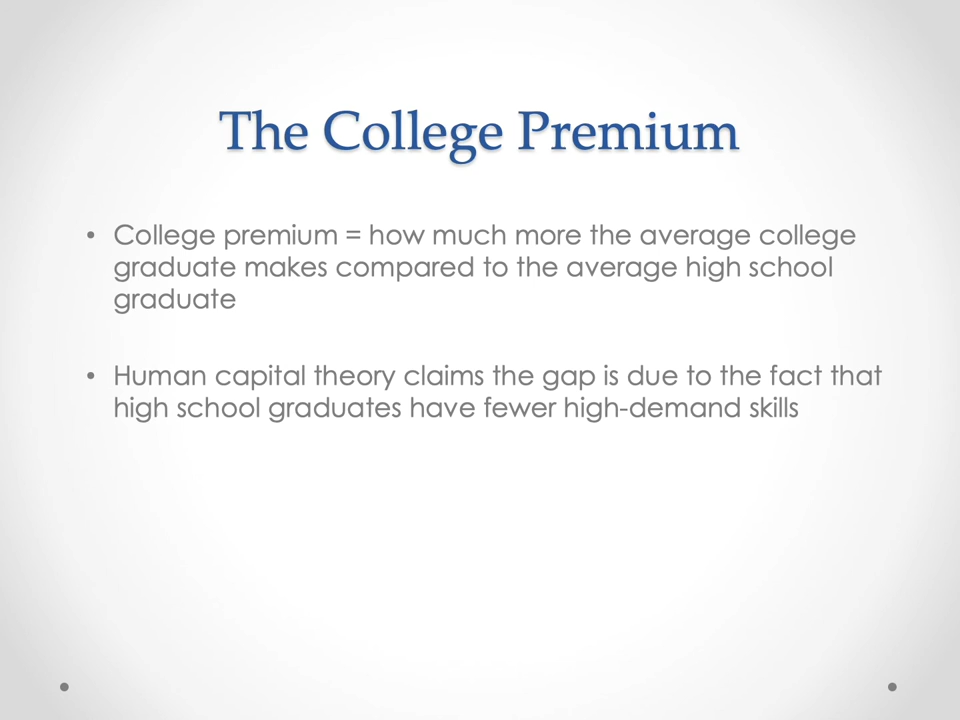 The College Premium
• College premium = how much more the average college
graduate makes compared to the average high school
graduate
• Human capital theory claims the gap is due to the fact that
high school graduates have fewer high-demand skills